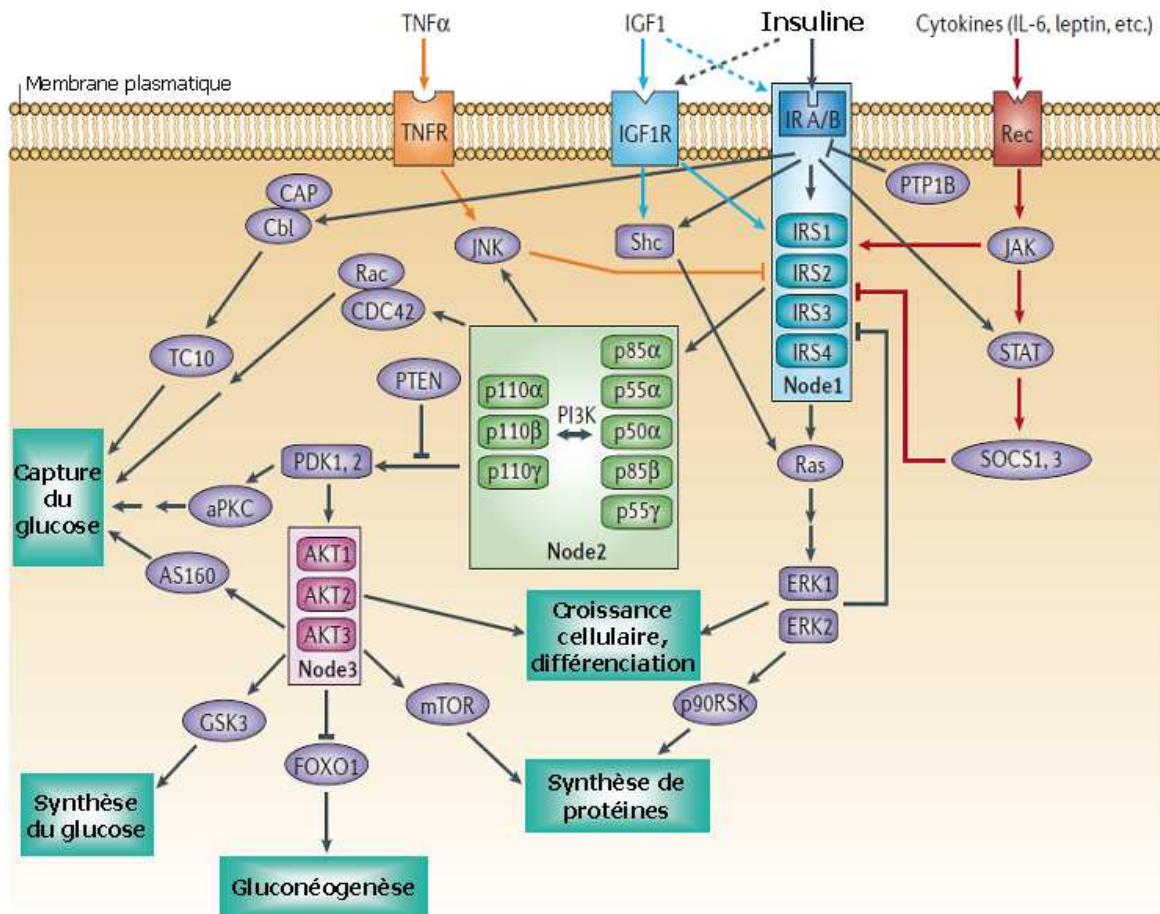 TNFα
IGF1
Insuline
Cytokines (IL-6, leptin, etc.)
Membrane plasmatique
TNFR
IGF1R
IR A/B
Rec
PTP1B
CAP
Cbl
JNK
Shc
IRS1
IRS2
IRS3
IRS4
Node1
JAK
STAT
SOCS1, 3
Rac
CDC42
TC10
PTEN
p110α
p110β
p110γ
PI3K
p85α
p55α
p50α
p85β
p55γ
Node2
Ras
Capture
du
glucose
PDK1, 2
aPKC
AS160
AKT1
AKT2
AKT3
Node3
ERK1
ERK2
Croissance
cellulaire,
différenciation
GSK3
mTOR
p90RSK
FOXO1
Synthèse
du glucose
Synthèse de
protéines
Gluconéogenèse